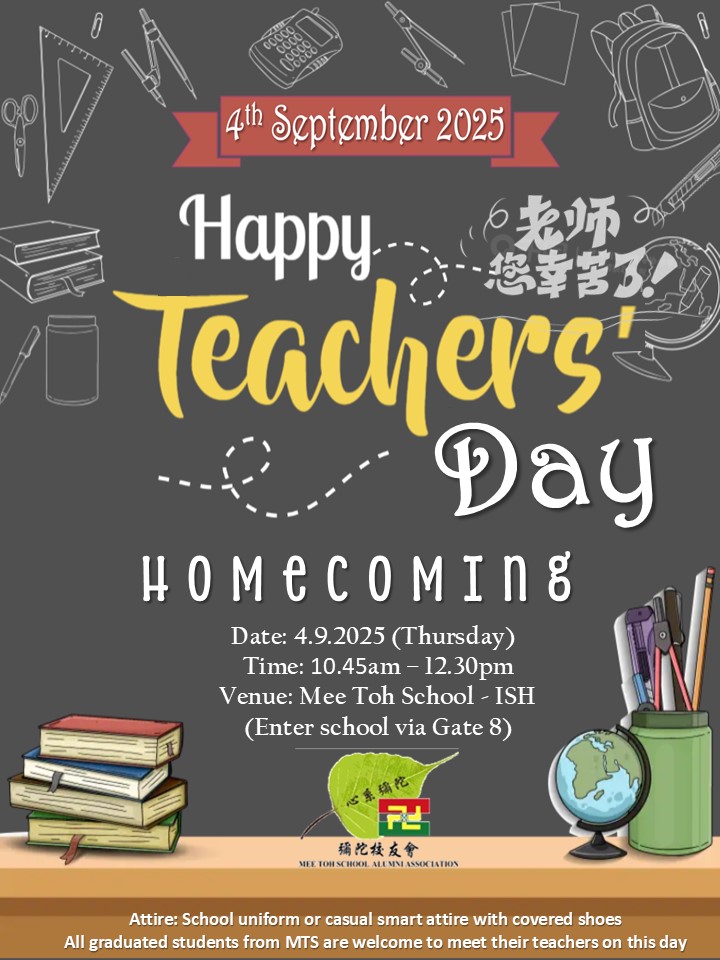 4th September 2025
Happy
老师
您幸苦了!
Teachers'
Day
Homecoming
Date: 4.9.2025 (Thursday)
Time: 10.45am – 12.30pm
Venue: Mee Toh School - ISH
(Enter school via Gate 8)
心系彌陀
彌陀校友會
MEE TOH SCHOOL ALUMNI ASSOCIATION
Attire: School uniform or casual smart attire with covered shoes
All graduated students from MTS are welcome to meet their teachers on this day